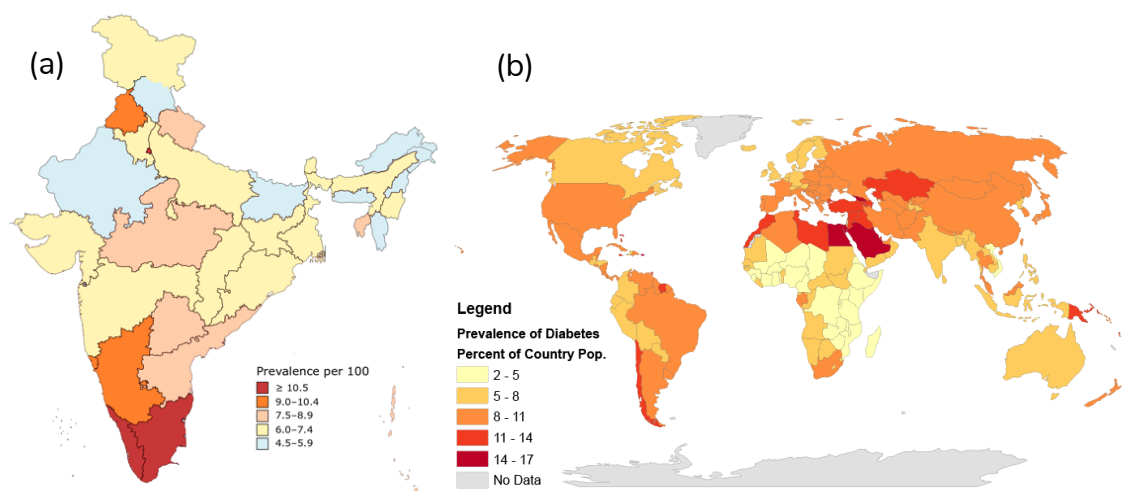 (a)
(b)
Prevalence per 100
≥ 10.5
9.0–10.4
7.5–8.9
6.0–7.4
4.5–5.9
Legend
Prevalence of Diabetes
Percent of Country Pop.
2 - 5
5 - 8
8 - 11
11 - 14
14 - 17
No Data